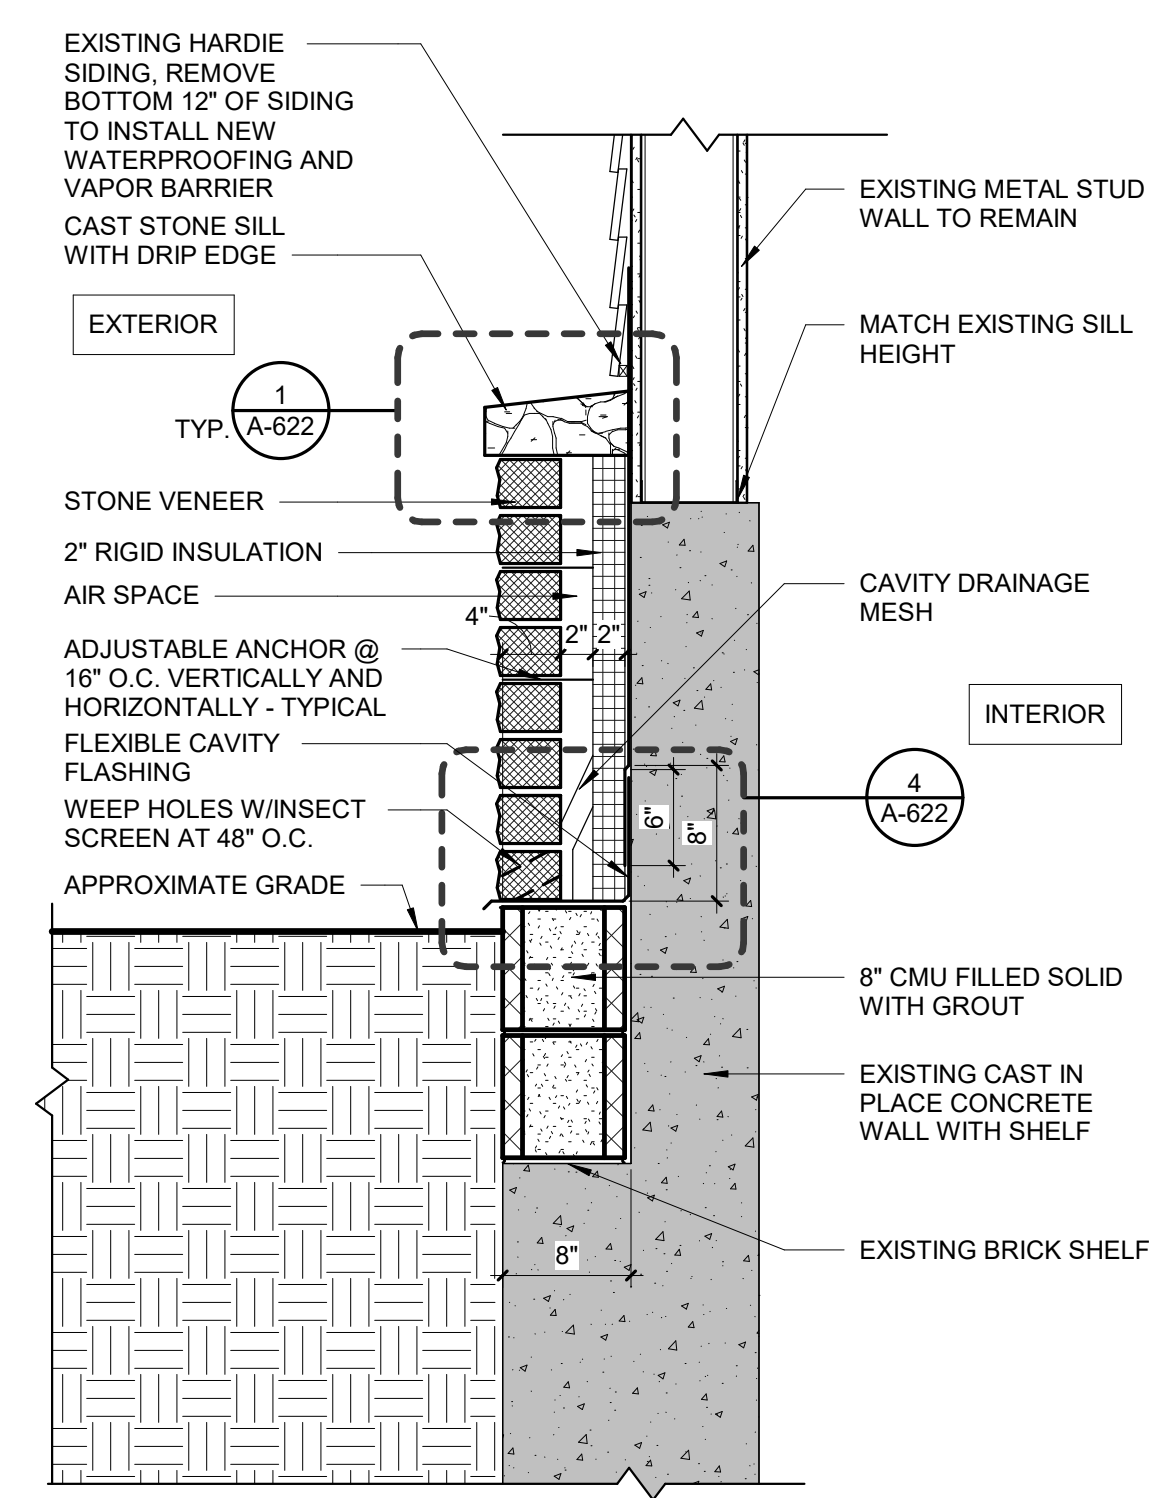 EXISTING HARDIE
SIDING, REMOVE
BOTTOM 12" OF SIDING
TO INSTALL NEW
WATERPROOFING AND
VAPOR BARRIER
CAST STONE SILL
WITH DRIP EDGE
EXTERIOR
1
A-622
TYP.
STONE VENEER
2" RIGID INSULATION
AIR SPACE
ADJUSTABLE ANCHOR @
16" O.C. VERTICALLY AND
HORIZONTALLY - TYPICAL
FLEXIBLE CAVITY
FLASHING
WEEP HOLES W/INSECT
SCREEN AT 48" O.C.
APPROXIMATE GRADE
4"
2"
2"
6"
8"
8"
EXISTING METAL STUD
WALL TO REMAIN
MATCH EXISTING SILL
HEIGHT
CAVITY DRAINAGE
MESH
INTERIOR
4
A-622
8" CMU FILLED SOLID
WITH GROUT
EXISTING CAST IN
PLACE CONCRETE
WALL WITH SHELF
EXISTING BRICK SHELF